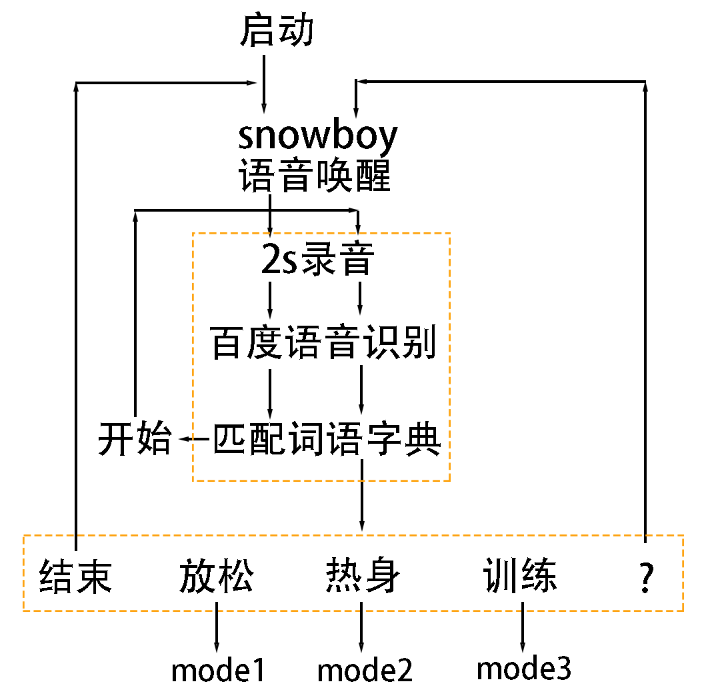 启动
snowboy
语音唤醒
2s录音
百度语音识别
开始
匹配词语字典
结束
放松
热身
训练
?
mode1
mode2
mode3